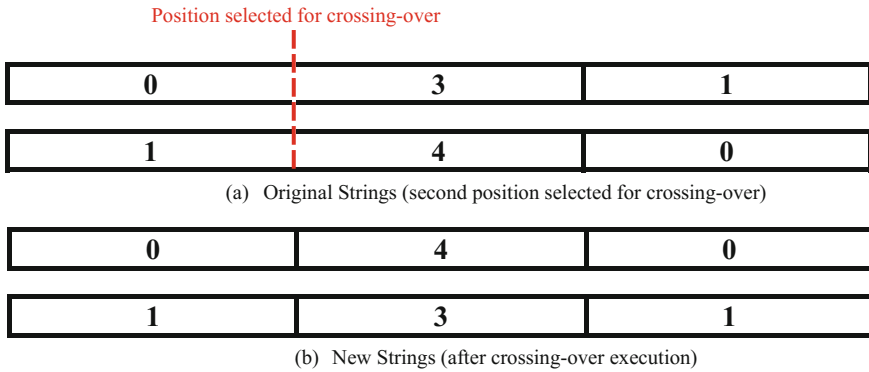 Position selected for crossing-over
0 3 1
1 4 0
(a) Original Strings (second position selected for crossing-over)
0 4 0
1 3 1
(b) New Strings (after crossing-over execution)